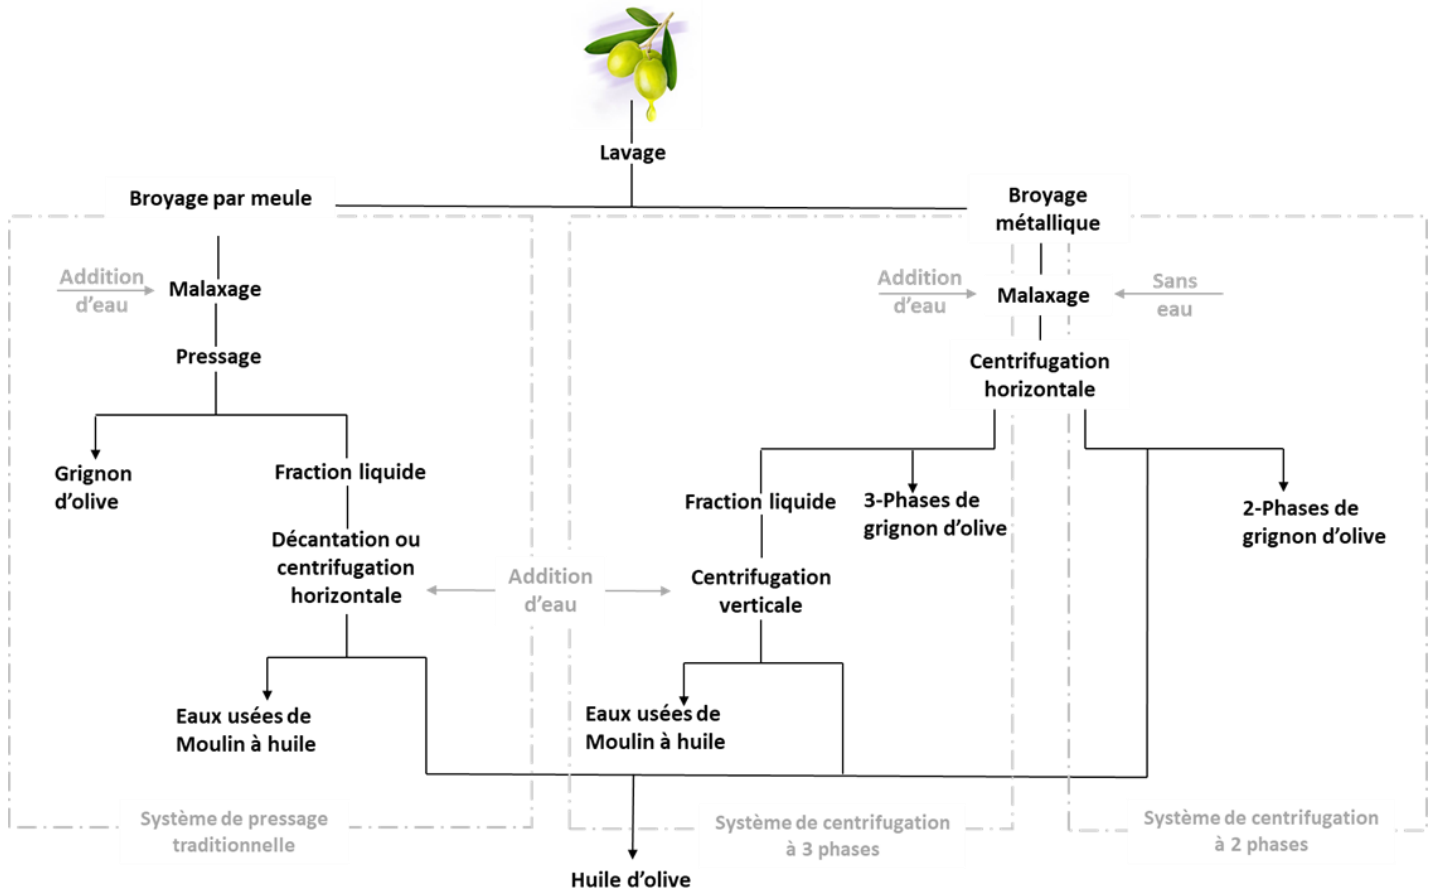 Lavage
Broyage par meule
Broyage
métallique
Addition
d'eau
Malaxage
Addition
d'eau
Malaxage
Sans
eau
Pressage
Centrifugation
horizontale
Grignon
d'olive
Fraction liquide
Fraction liquide
3-Phases de
grignon d'olive
2-Phases de
grignon d'olive
Décantation ou
centrifugation
horizontale
Addition
d'eau
Centrifugation
verticale
Eaux usées de
Moulin à huile
Eaux usées de
Moulin à huile
Système de pressage
traditionnelle
Système de centrifugation
à 3 phases
Système de centrifugation
à 2 phases
Huile d'olive